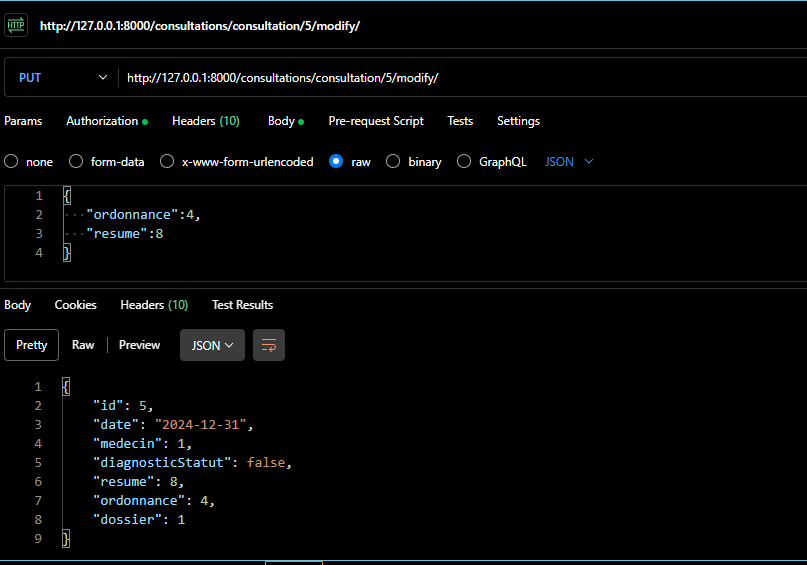 HTTP http://127.0.0.1:8000/consultations/consultation/5/modify/
PUT http://127.0.0.1:8000/consultations/consultation/5/modify/
Params Authorization Headers (10) Body Pre-request Script Tests Settings
none form-data x-www-form-urlencoded raw binary GraphQL JSON
1 {
2 "ordonnance":4,
3 "resume":8
4 }
Body Cookies Headers (10) Test Results
Pretty Raw Preview JSON
1 {
2 "id": 5,
3 "date": "2024-12-31",
4 "medecin": 1,
5 "diagnosticStatut": false,
6 "resume": 8,
7 "ordonnance": 4,
8 "dossier": 1
9 }